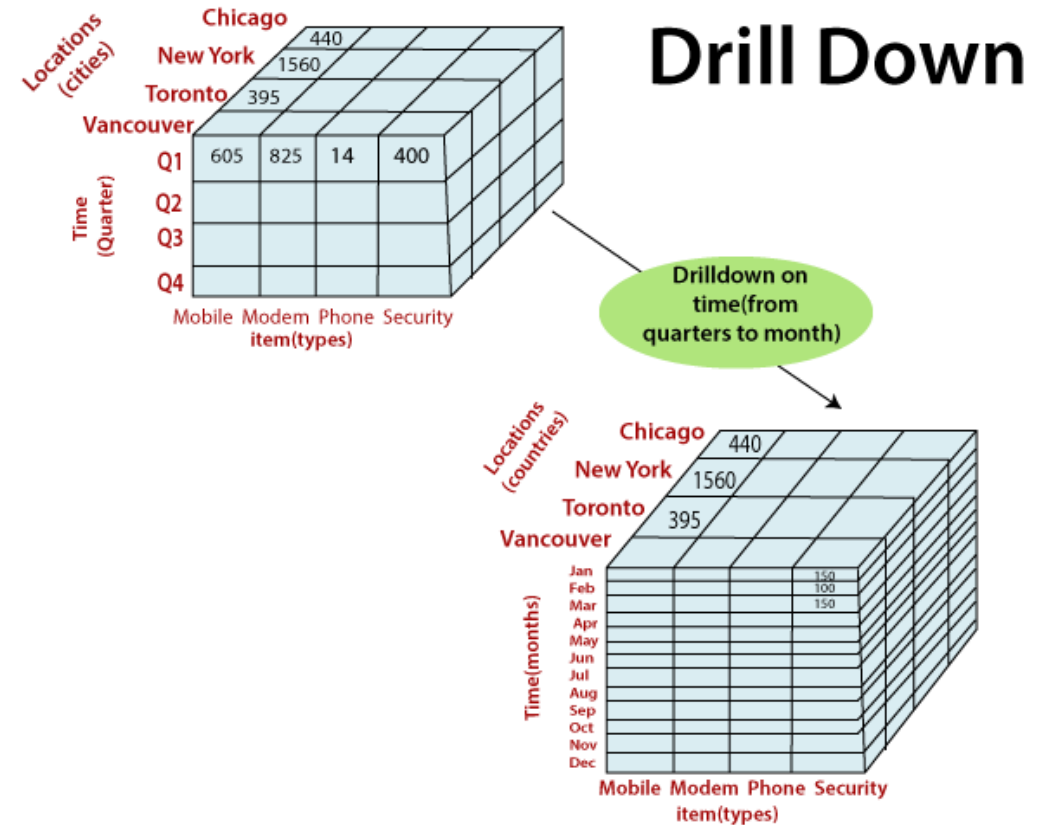 Drill Down
Locations
(cities)
Chicago
New York
Toronto
Vancouver
440
1560
395
Time
(Quarter)
Q1
605 825 14 400
Q2
Q3
Q4
Mobile Modem Phone Security
item(types)
Drilldown on
time(from
quarters to month)
Locations
(countries)
Chicago
New York
Toronto
Vancouver
440
1560
395
Time(months)
Jan 150
Feb 100
Mar 150
Apr
May
Jun
Jul
Aug
Sep
Oct
Nov
Dec
Mobile Modem Phone Security
item(types)